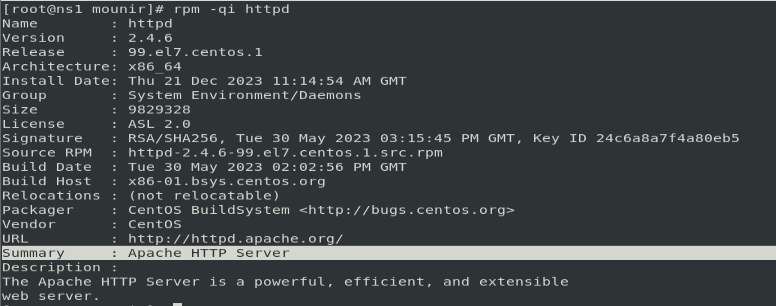 [root@ns1 mounir]# rpm -qi httpd
Name        : httpd
Version     : 2.4.6
Release     : 99.el7.centos.1
Architecture: x86_64
Install Date: Thu 21 Dec 2023 11:14:54 AM GMT
Group       : System Environment/Daemons
Size        : 9829328
License     : ASL 2.0
Signature   : RSA/SHA256, Tue 30 May 2023 03:15:45 PM GMT, Key ID 24c6a8a7f4a80eb5
Source RPM  : httpd-2.4.6-99.el7.centos.1.src.rpm
Build Date  : Tue 30 May 2023 02:02:56 PM GMT
Build Host  : x86-01.bsys.centos.org
Relocations : (not relocatable)
Packager    : CentOS BuildSystem <http://bugs.centos.org>
Vendor      : CentOS
URL         : http://httpd.apache.org/
Summary     : Apache HTTP Server
Description :
The Apache HTTP Server is a powerful, efficient, and extensible
web server.